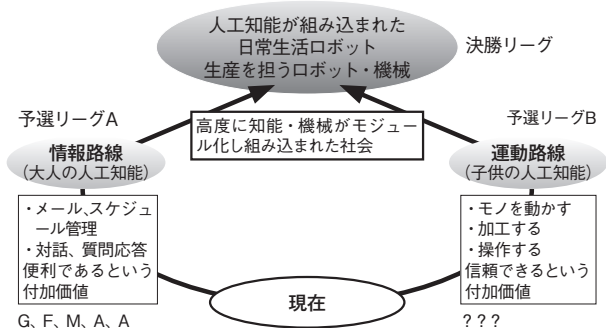 人工知能が組み込まれた
日常生活ロボット
生産を担うロボット・機械
決勝リーグ
予選リーグA
高度に知能・機械がモジュー
ル化し組み込まれた社会
予選リーグB
情報路線
(大人の人工知能)
運動路線
(子供の人工知能)
・メール、スケジュ
ール管理
・対話、質問応答
便利であるという
付加価値
・モノを動かす
・加工する
・操作する
信頼できるという
付加価値
現在
G, F, M, A, A
? ? ?